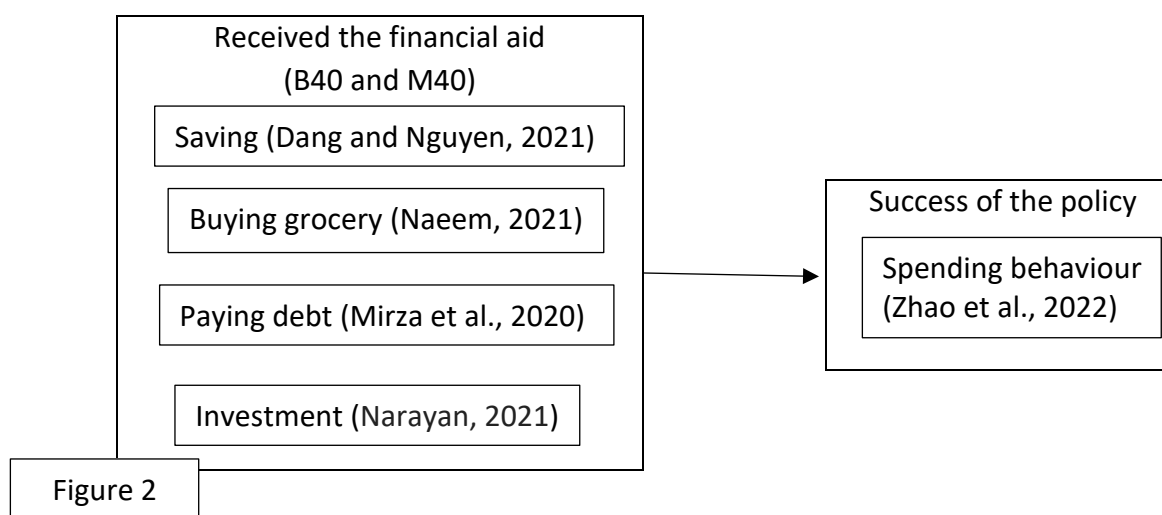 Received the financial aid
(B40 and M40)
Saving (Dang and Nguyen, 2021)
Buying grocery (Naeem, 2021)
Paying debt (Mirza et al., 2020)
Investment (Narayan, 2021)
Success of the policy
Spending behaviour
(Zhao et al., 2022)
Figure 2